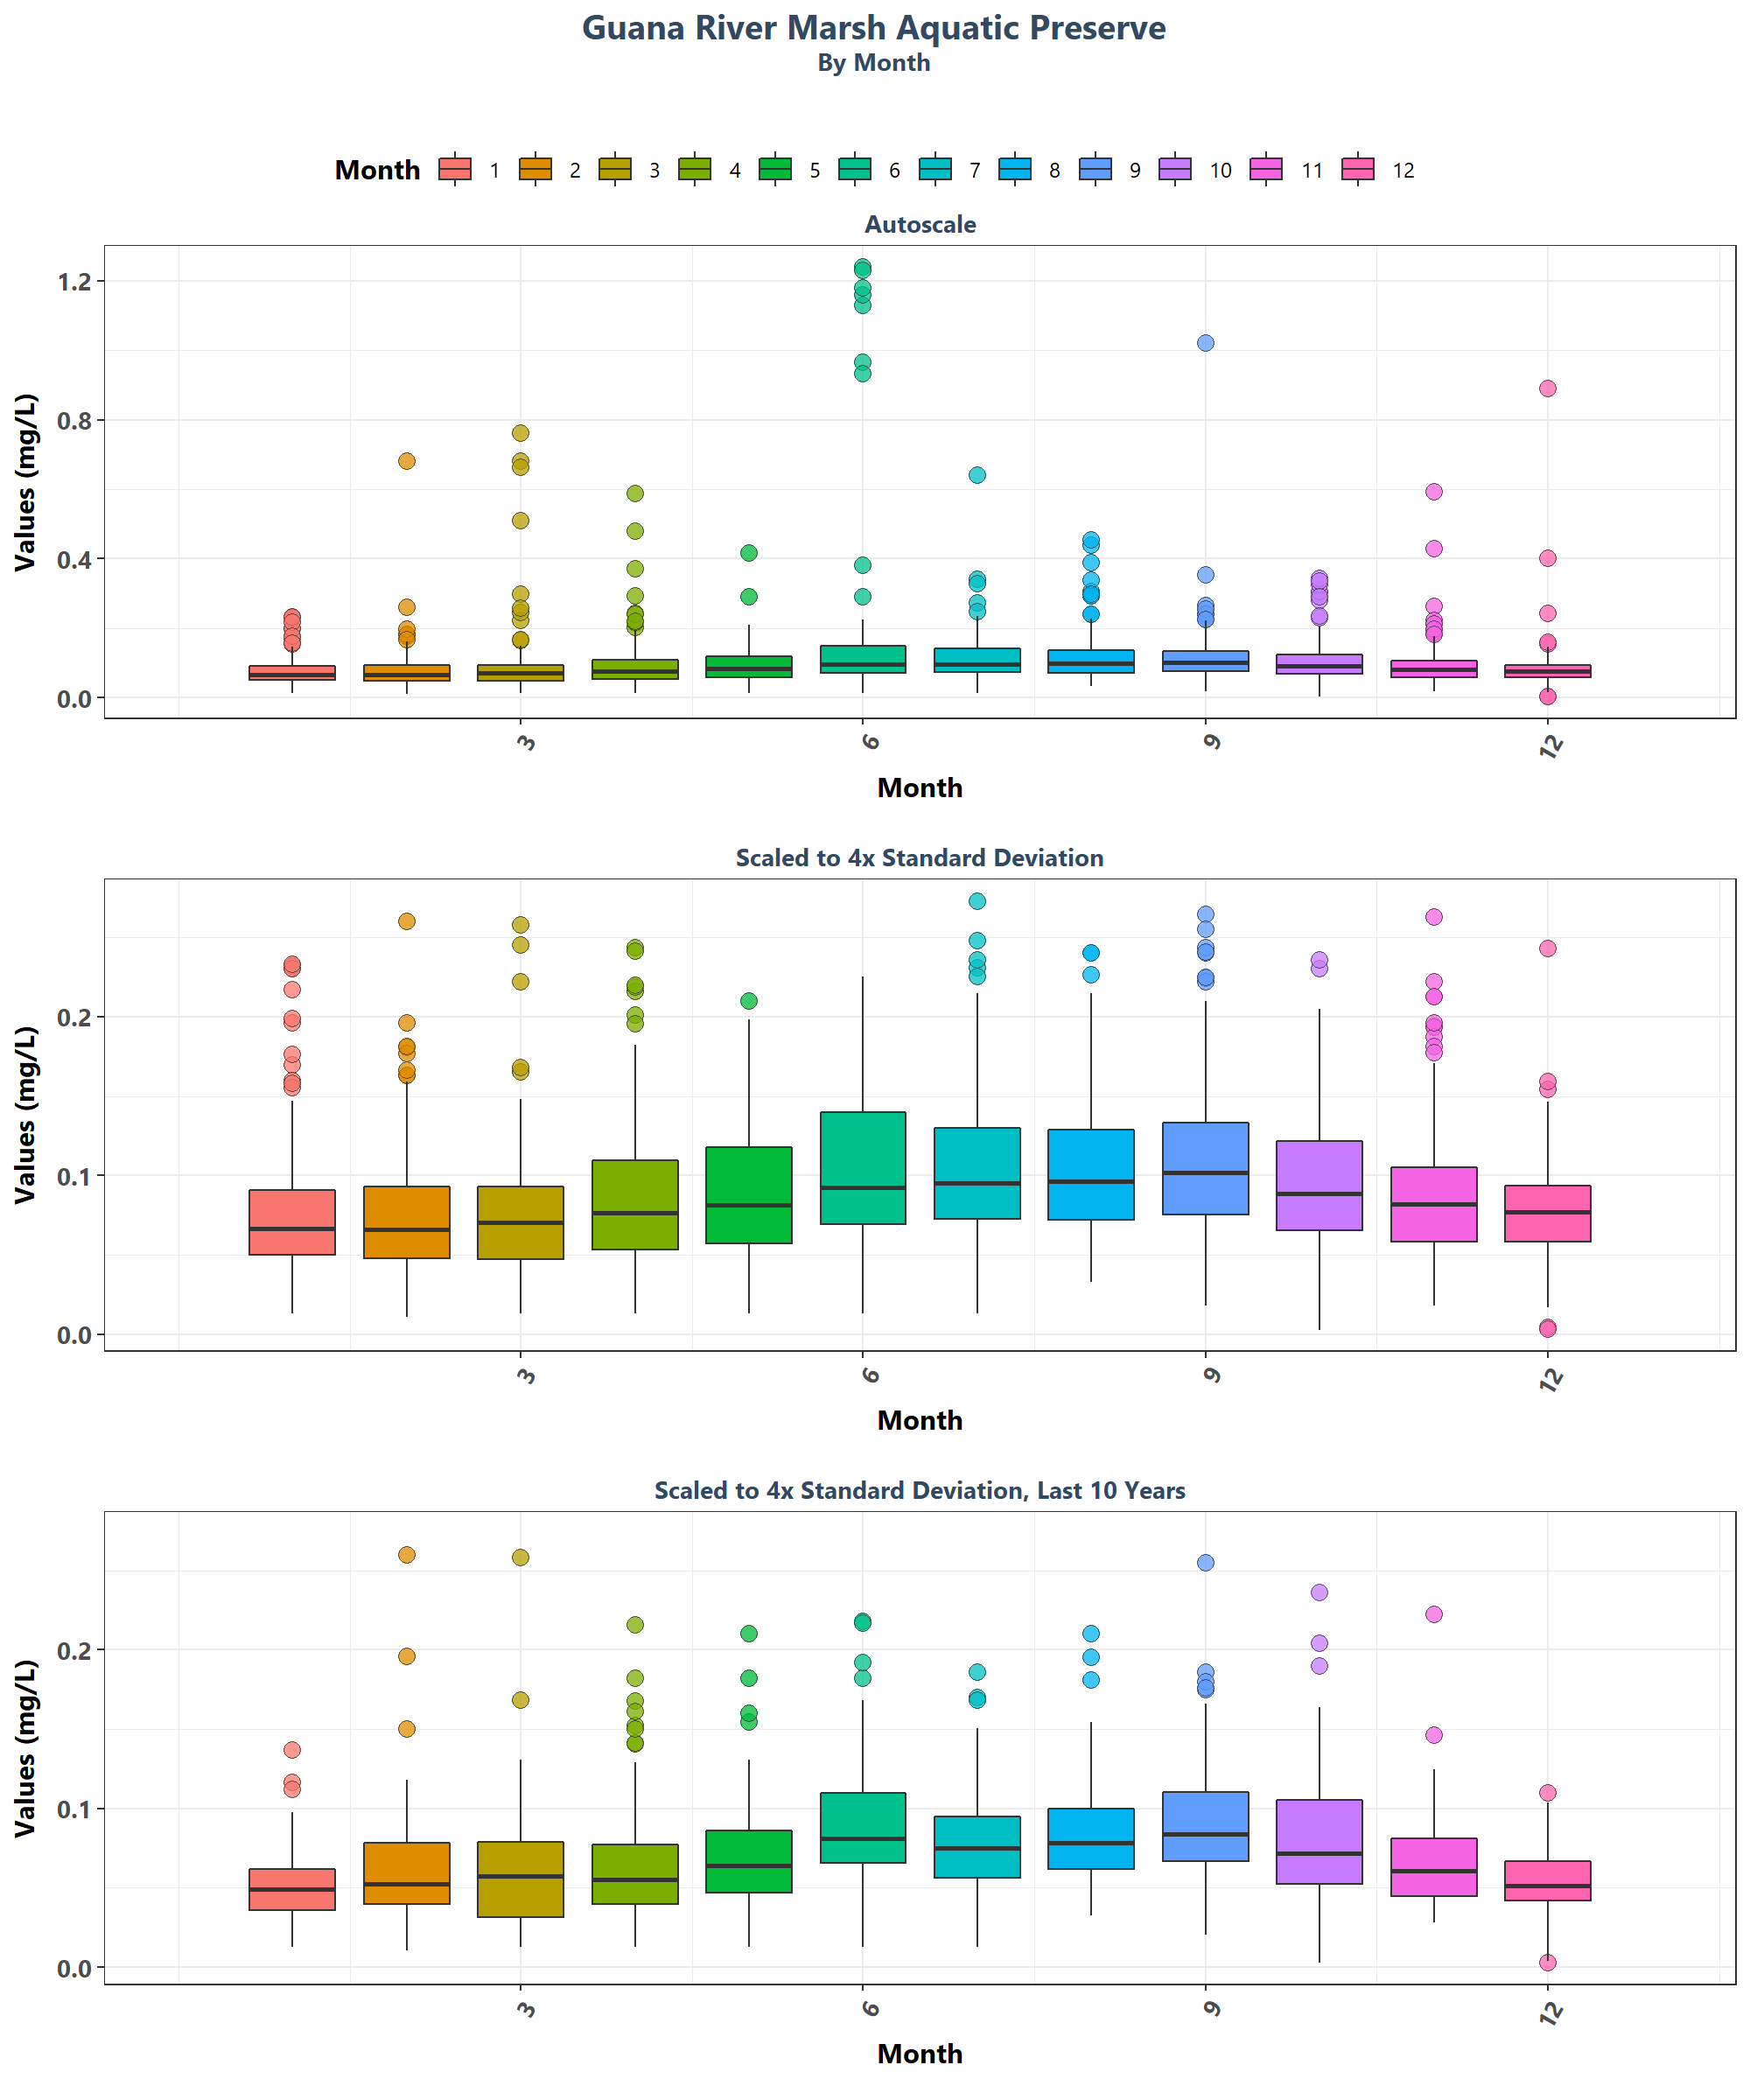 Guana River Marsh Aquatic Preserve
By Month
Month 1 2 3 4 5 6 7 8 9 10 11 12
Autoscale
Values (mg/L)
1.2
0.8
0.4
0.0
3 6 9 12
Month
Scaled to 4x Standard Deviation
Values (mg/L)
0.2
0.1
0.0
3 6 9 12
Month
Scaled to 4x Standard Deviation, Last 10 Years
Values (mg/L)
0.2
0.1
0.0
3 6 9 12
Month